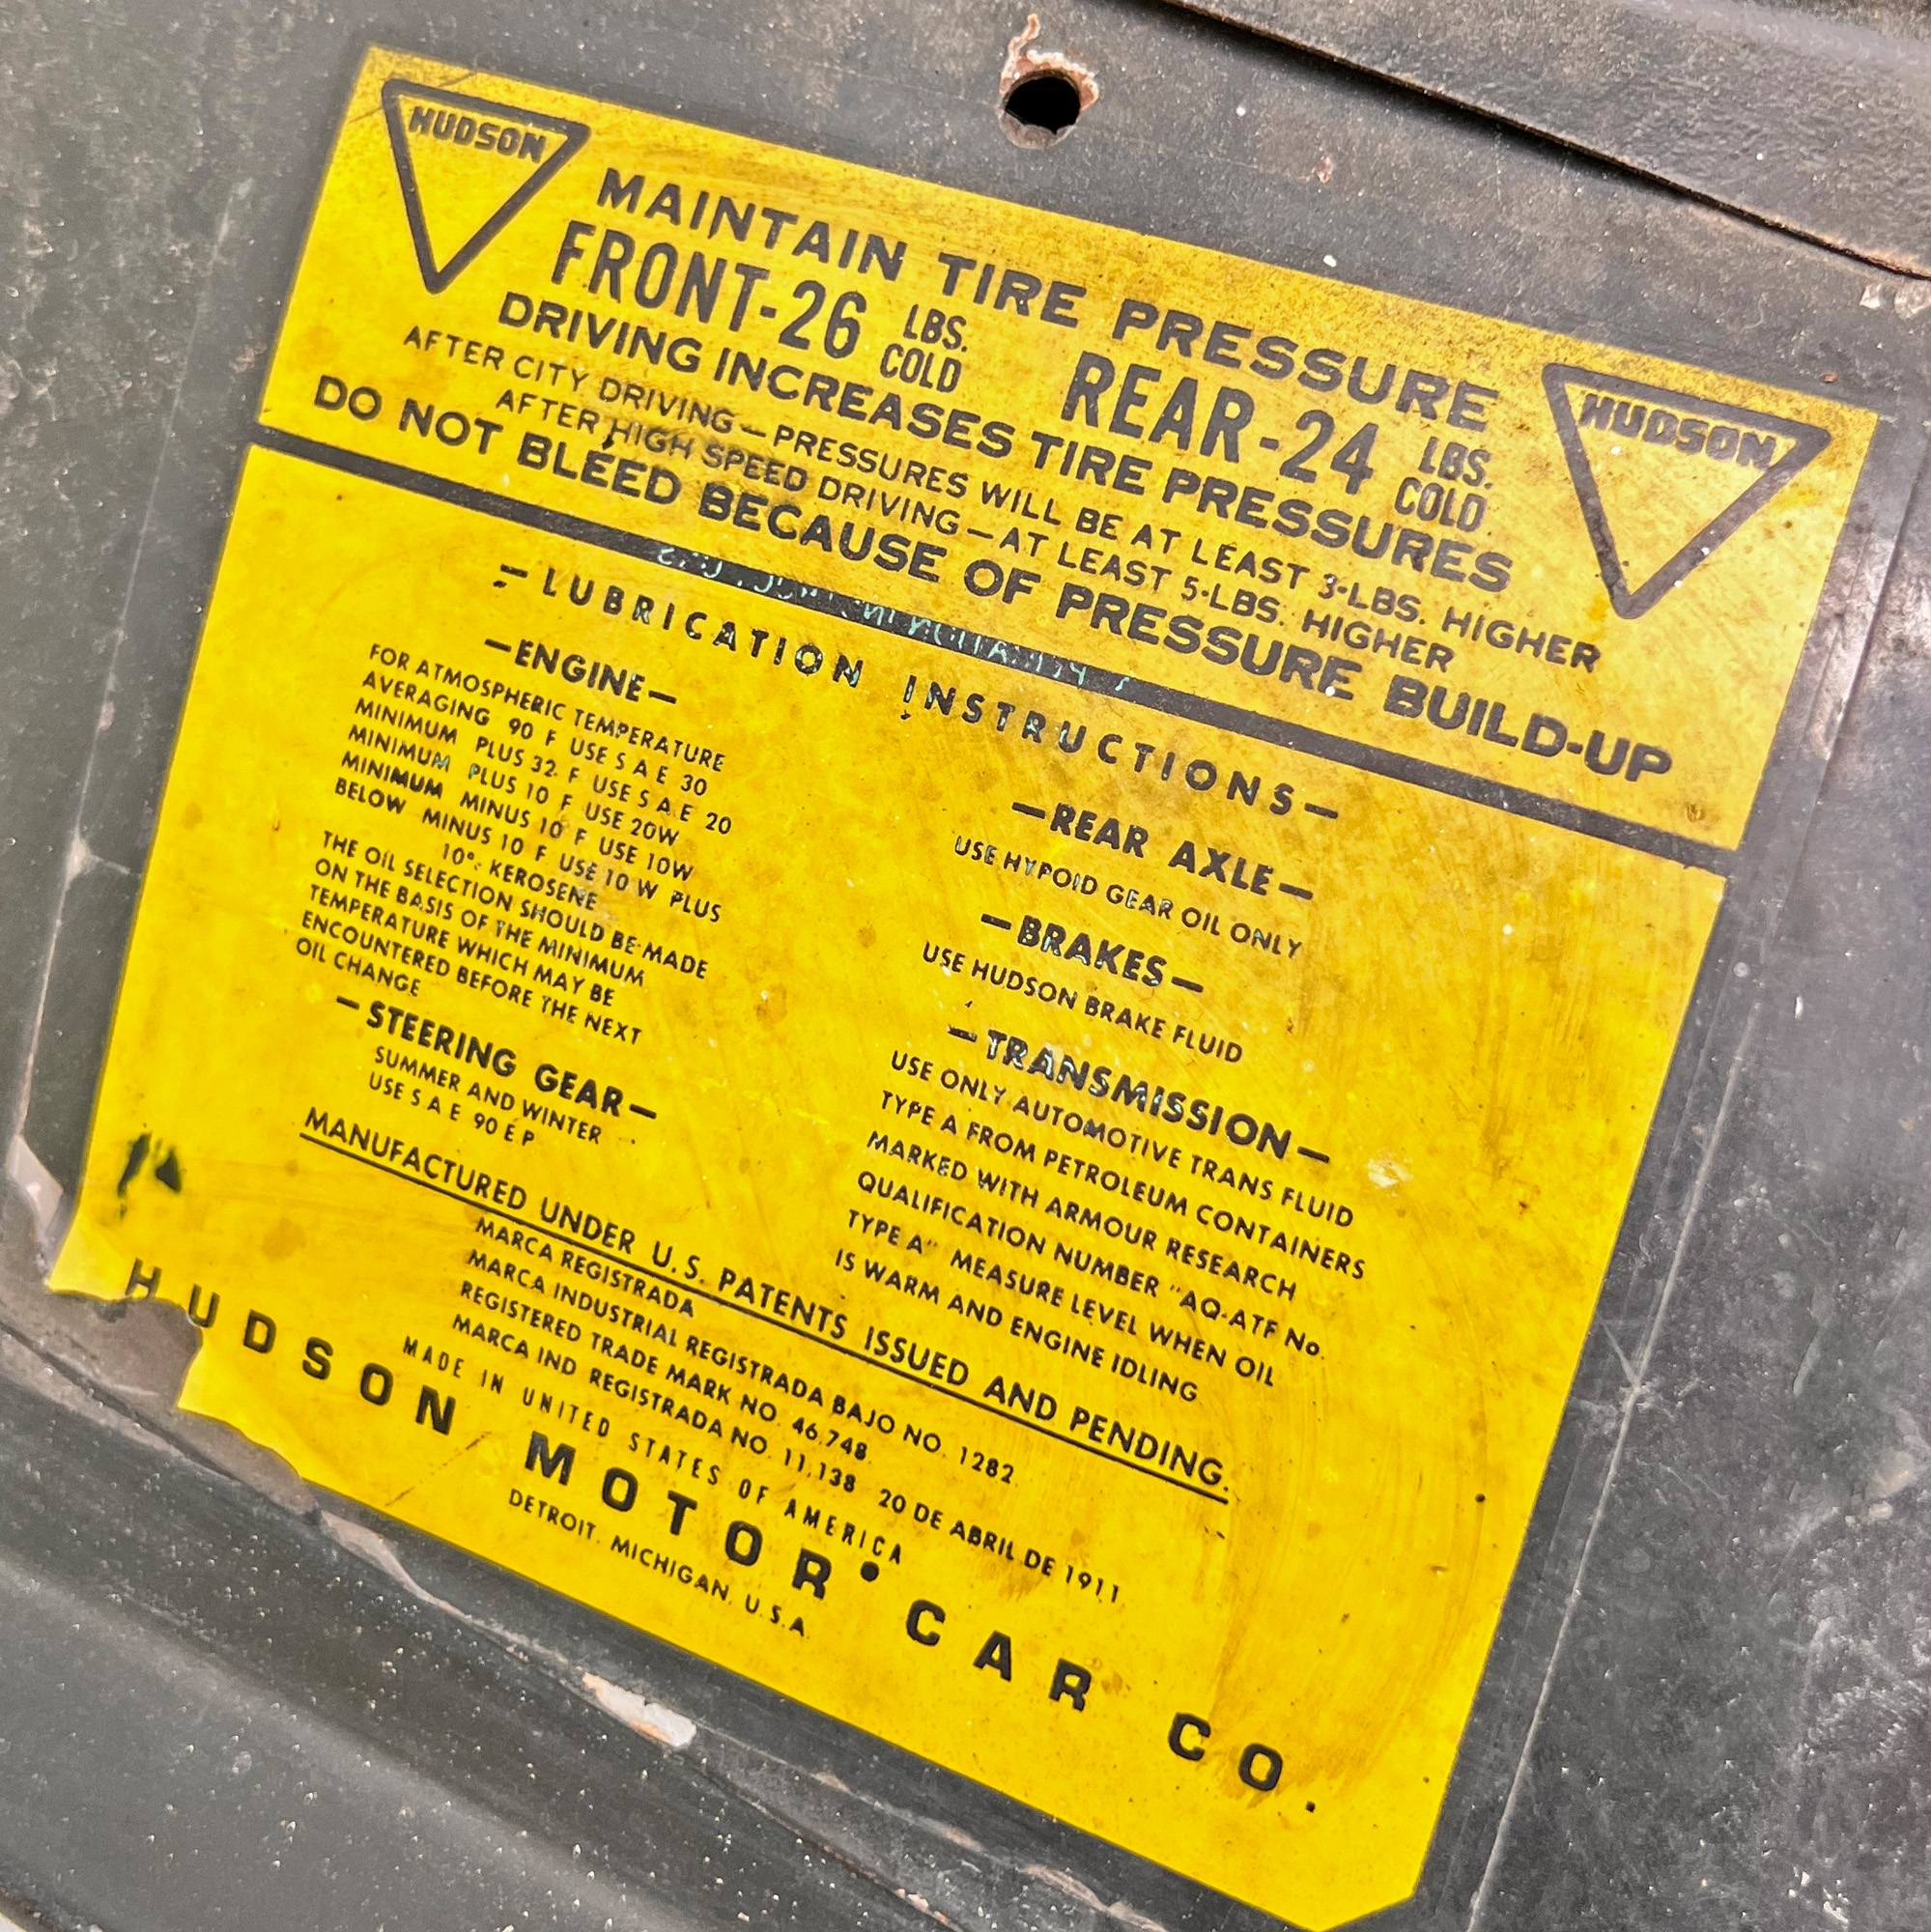 HUDSON
MAINTAIN TIRE PRESSURE
FRONT-26 LBS. COLD REAR-24 LBS. COLD
HUDSON
DRIVING INCREASES TIRE PRESSURES
AFTER CITY DRIVING—PRESSURES WILL BE AT LEAST 3-LBS. HIGHER
AFTER HIGH SPEED DRIVING—AT LEAST 5-LBS. HIGHER
DO NOT BLEED BECAUSE OF PRESSURE BUILD-UP
—LUBRICATION INSTRUCTIONS—
—ENGINE—
FOR ATMOSPHERIC TEMPERATURE
AVERAGING 90 F USE S A E 30
MINIMUM PLUS 32 F USE S A E 20
MINIMUM PLUS 10 F USE 20W
MINIMUM MINUS 10 F USE 10W
BELOW MINUS 10 F USE 10 W PLUS
KEROSENE
THE OIL SELECTION SHOULD BE MADE
ON THE BASIS OF THE MINIMUM
TEMPERATURE WHICH MAY BE
ENCOUNTERED BEFORE THE NEXT
OIL CHANGE
—STEERING GEAR—
SUMMER AND WINTER
USE S A E 90 E P
—REAR AXLE—
USE HYPOID GEAR OIL ONLY
—BRAKES—
USE HUDSON BRAKE FLUID
—TRANSMISSION—
USE ONLY AUTOMOTIVE TRANS FLUID
TYPE A FROM PETROLEUM CONTAINERS
MARKED WITH ARMOUR RESEARCH
QUALIFICATION NUMBER "AQ-ATF No.
TYPE A" MEASURE LEVEL WHEN OIL
IS WARM AND ENGINE IDLING
MANUFACTURED UNDER U.S. PATENTS ISSUED AND PENDING.
MARCA REGISTRADA
MARCA INDUSTRIAL REGISTRADA BAJO NO. 1282
REGISTERED TRADE MARK NO. 46,748
MARCA IND REGISTRADA NO. 11,138 20 DE ABRIL DE 1911
MADE IN UNITED STATES OF AMERICA
HUDSON MOTOR CAR CO.
DETROIT, MICHIGAN, U.S.A.